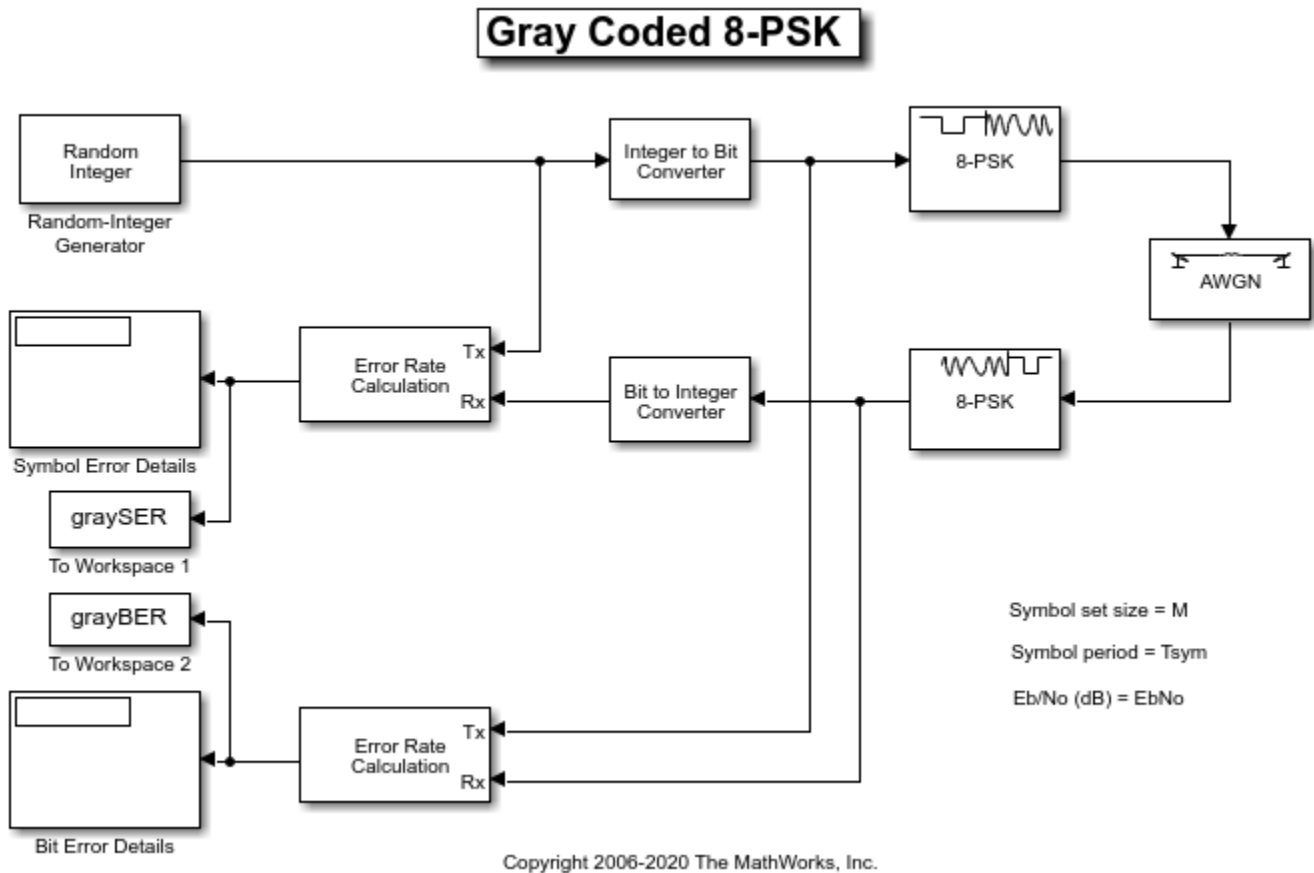 Gray Coded 8-PSK
Random
Integer
Random-Integer
Generator
Integer to Bit
Converter
8-PSK
AWGN
Symbol Error Details
Error Rate
Calculation
Tx
Rx
Bit to Integer
Converter
8-PSK
graySER
To Workspace 1
grayBER
To Workspace 2
Bit Error Details
Error Rate
Calculation
Tx
Rx
Symbol set size = M
Symbol period = Tsym
Eb/No (dB) = EbNo
Copyright 2006-2020 The MathWorks, Inc.